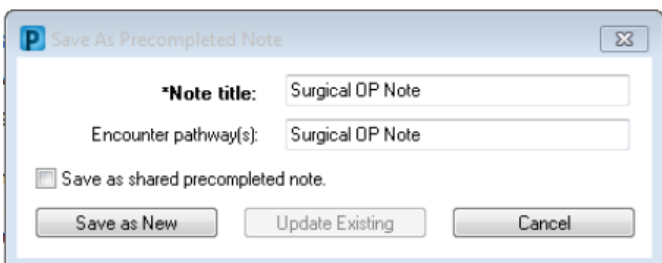 Save As Precompleted Note
*Note title: Surgical OP Note
Encounter pathway(s): Surgical OP Note
Save as shared precompleted note.
Save as New Update Existing Cancel